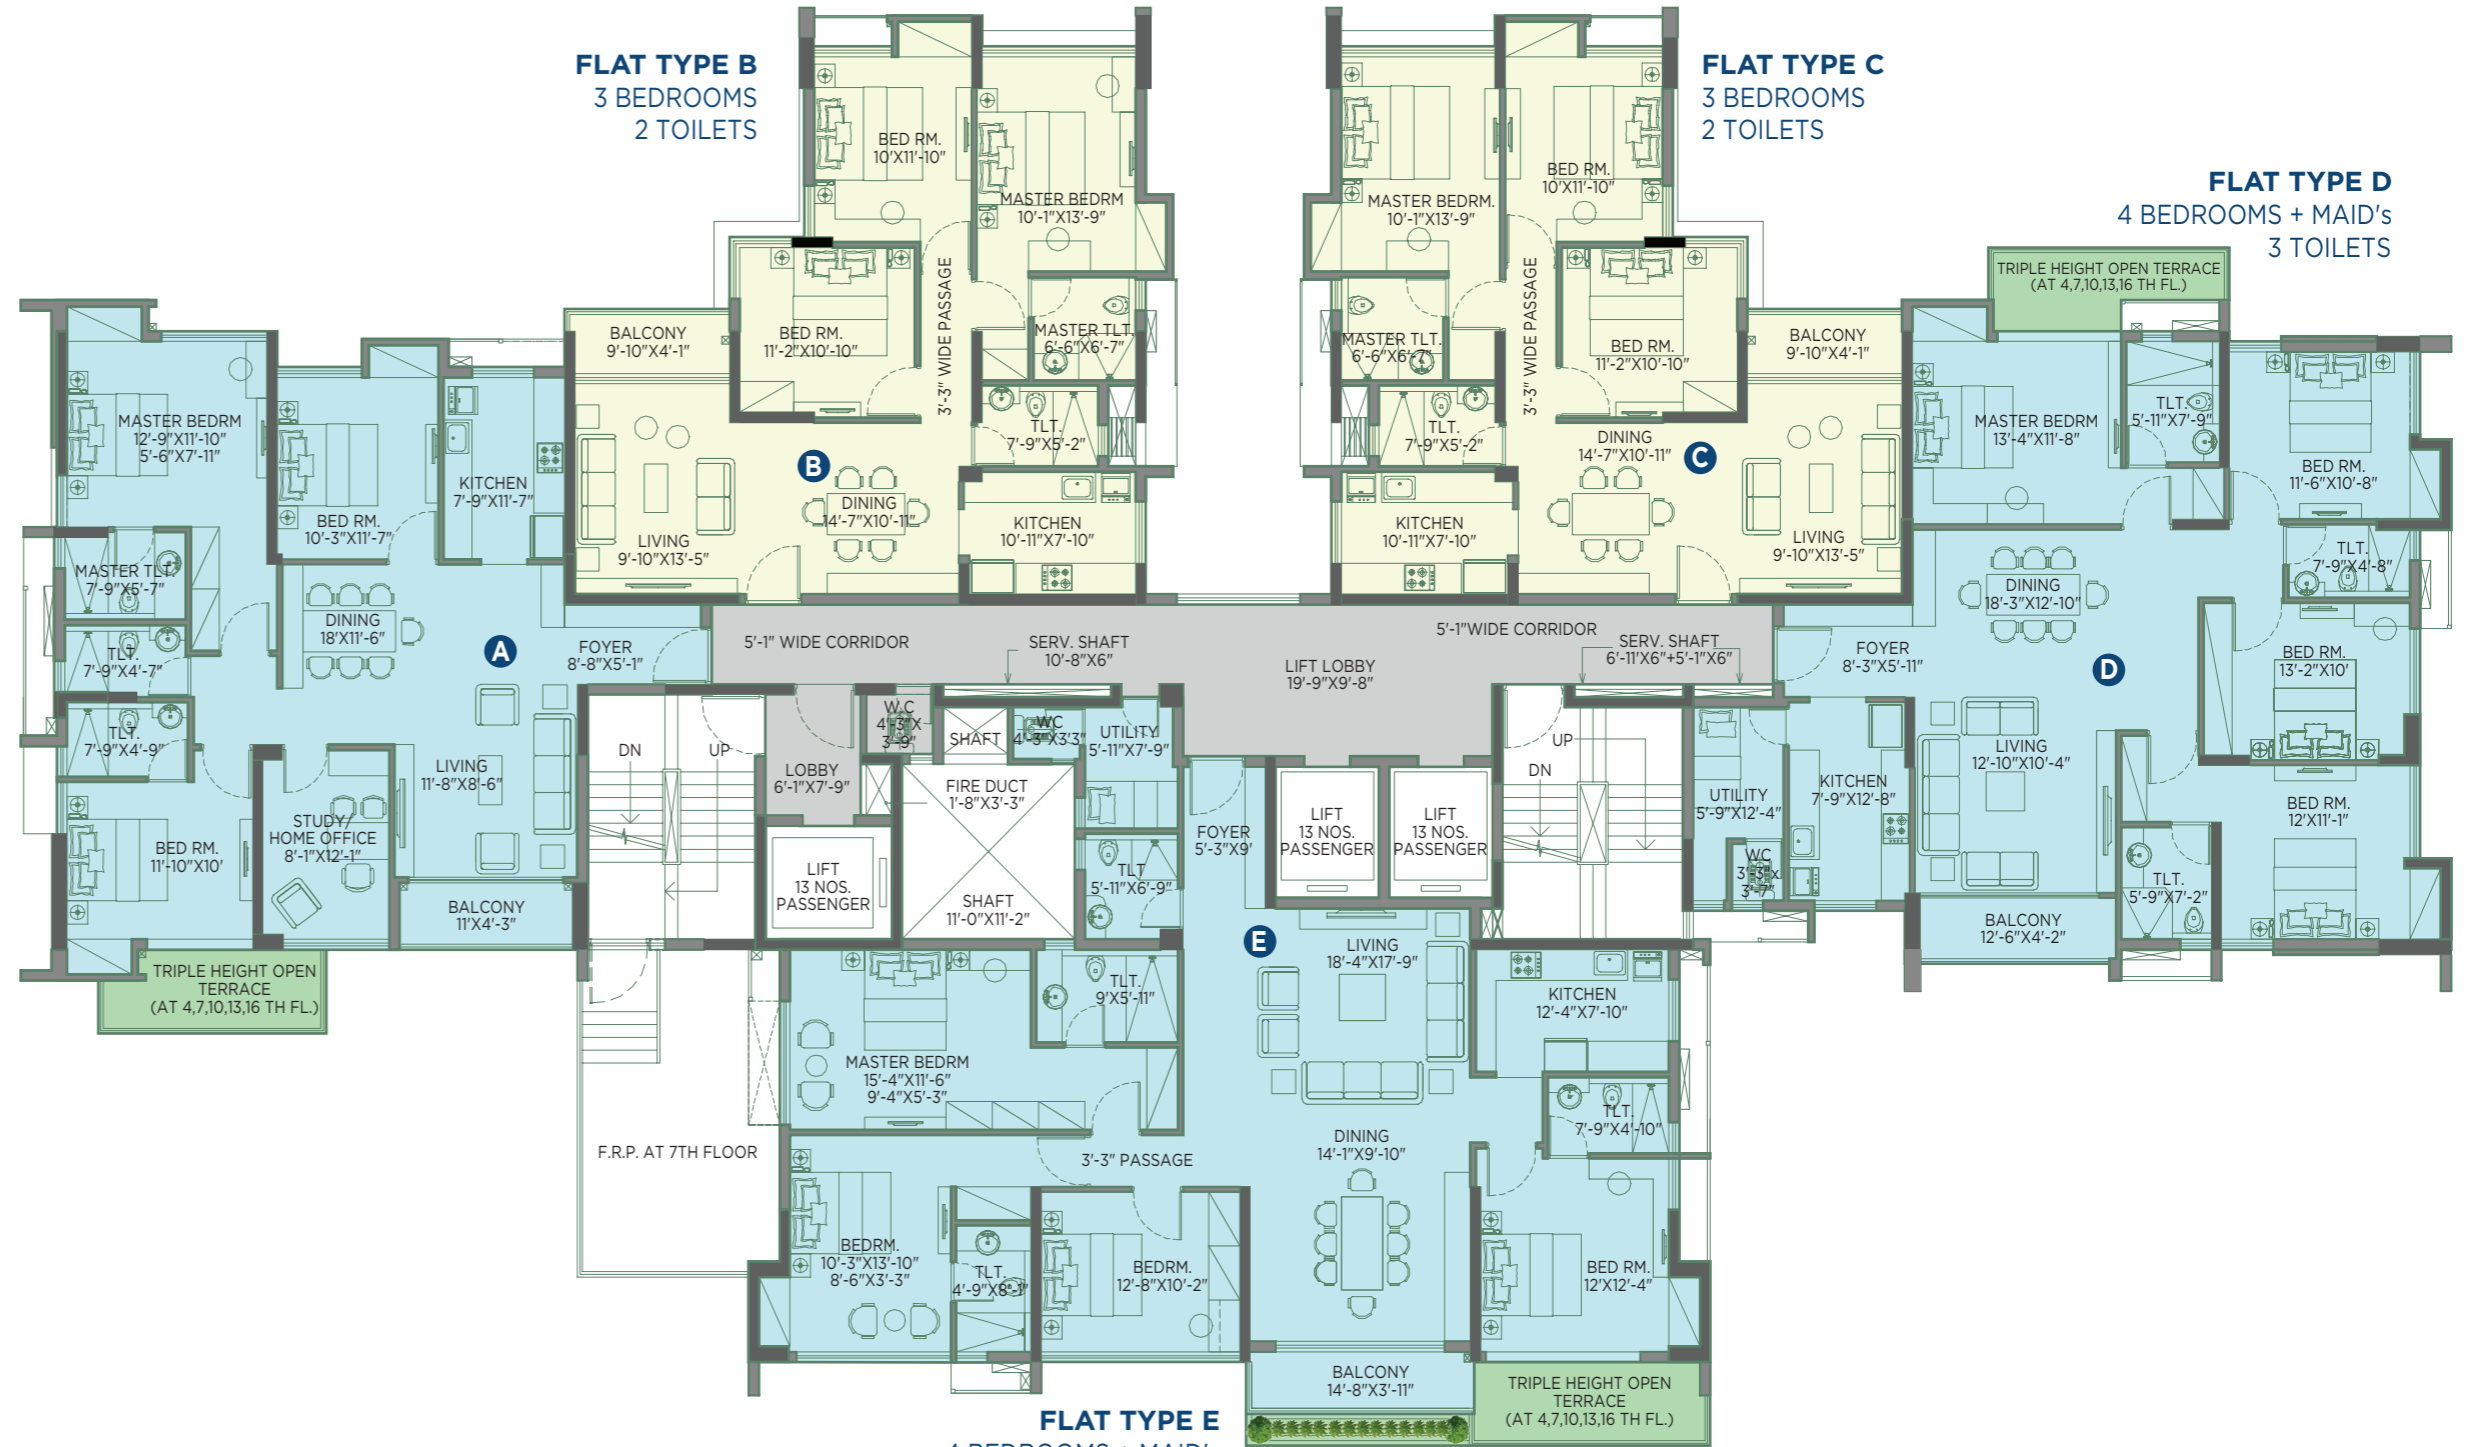 FLAT TYPE B
3 BEDROOMS
2 TOILETS
FLAT TYPE C
3 BEDROOMS
2 TOILETS
FLAT TYPE D
4 BEDROOMS + MAID's
3 TOILETS
BED RM.
10'X11'-10"
MASTER BEDRM
10'-1"X13'-9"
BED RM.
11'-2"X10'-10"
3'-3" WIDE PASSAGE
MASTER TLT.
6'-6"X6'-7"
BALCONY
9'-10"X4'-1"
TLT.
7'-9"X5'-2"
B
DINING
14'-7"X10'-11"
LIVING
9'-10"X13'-5"
KITCHEN
10'-11"X7'-10"
MASTER BEDRM.
10'-1"X13'-9"
BED RM.
10'X11'-10"
MASTER TLT.
6'-6"X6'-7"
3'-3" WIDE PASSAGE
BED RM.
11'-2"X10'-10"
BALCONY
9'-10"X4'-1"
TLT.
7'-9"X5'-2"
DINING
14'-7"X10'-11"
C
KITCHEN
10'-11"X7'-10"
LIVING
9'-10"X13'-5"
TRIPLE HEIGHT OPEN TERRACE
(AT 4,7,10,13,16 TH FL.)
MASTER BEDRM
13'-4"X11'-8"
TLT.
5'-11"X7'-9"
BED RM.
11'-6"X10'-8"
TLT.
7'-9"X4'-8"
DINING
18'-3"X12'-10"
FOYER
8'-3"X5'-11"
D
BED RM.
13'-2"X10'
LIVING
12'-10"X10'-4"
KITCHEN
7'-9"X12'-8"
UTILITY
5'-9"X12'-4"
WC
3'-3"x
3'-7"
BED RM.
12'X11'-1"
TLT.
5'-9"X7'-2"
BALCONY
12'-6"X4'-2"
MASTER BEDRM
12'-9"X11'-10"
5'-6"X7'-11"
BED RM.
10'-3"X11'-7"
KITCHEN
7'-9"X11'-7"
MASTER TLT.
7'-9"X5'-7"
DINING
18'X11'-6"
A
FOYER
8'-8"X5'-1"
TLT.
7'-9"X4'-7"
TLT.
7'-9"X4'-9"
LIVING
11'-8"X8'-6"
STUDY/
HOME OFFICE
8'-1"X12'-1"
BED RM.
11'-10"X10'
BALCONY
11'X4'-3"
TRIPLE HEIGHT OPEN
TERRACE
(AT 4,7,10,13,16 TH FL.)
5'-1" WIDE CORRIDOR
SERV. SHAFT
10'-8"X6"
LIFT LOBBY
19'-9"X9'-8"
5'-1"WIDE CORRIDOR
SERV. SHAFT
6'-11'X6"+5'-1"X6"
DN
UP
LOBBY
6'-1"X7'-9"
W.C
4'-3"X
3'-9"
SHAFT
WC
4'-3"X3'3"
UTILITY
5'-11"X7'-9"
FIRE DUCT
1'-8"X3'-3"
SHAFT
11'-0"X11'-2"
LIFT
13 NOS.
PASSENGER
TLT
5'-11"X6'-9"
FOYER
5'-3"X9'
LIFT
13 NOS.
PASSENGER
LIFT
13 NOS.
PASSENGER
UP
DN
E
LIVING
18'-4"X17'-9"
KITCHEN
12'-4"X7'-10"
TLT.
9'X5'-11"
MASTER BEDRM
15'-4"X11'-6"
9'-4"X5'-3"
TLT.
7'-9"X4'-10"
DINING
14'-1"X9'-10"
3'-3" PASSAGE
F.R.P. AT 7TH FLOOR
BEDRM.
10'-3"X13'-10"
8'-6"X3'-3"
TLT.
4'-9"X8'-1"
BEDRM.
12'-8"X10'-2"
BED RM.
12'X12'-4"
BALCONY
14'-8"X3'-11"
TRIPLE HEIGHT OPEN
TERRACE
(AT 4,7,10,13,16 TH FL.)
FLAT TYPE E